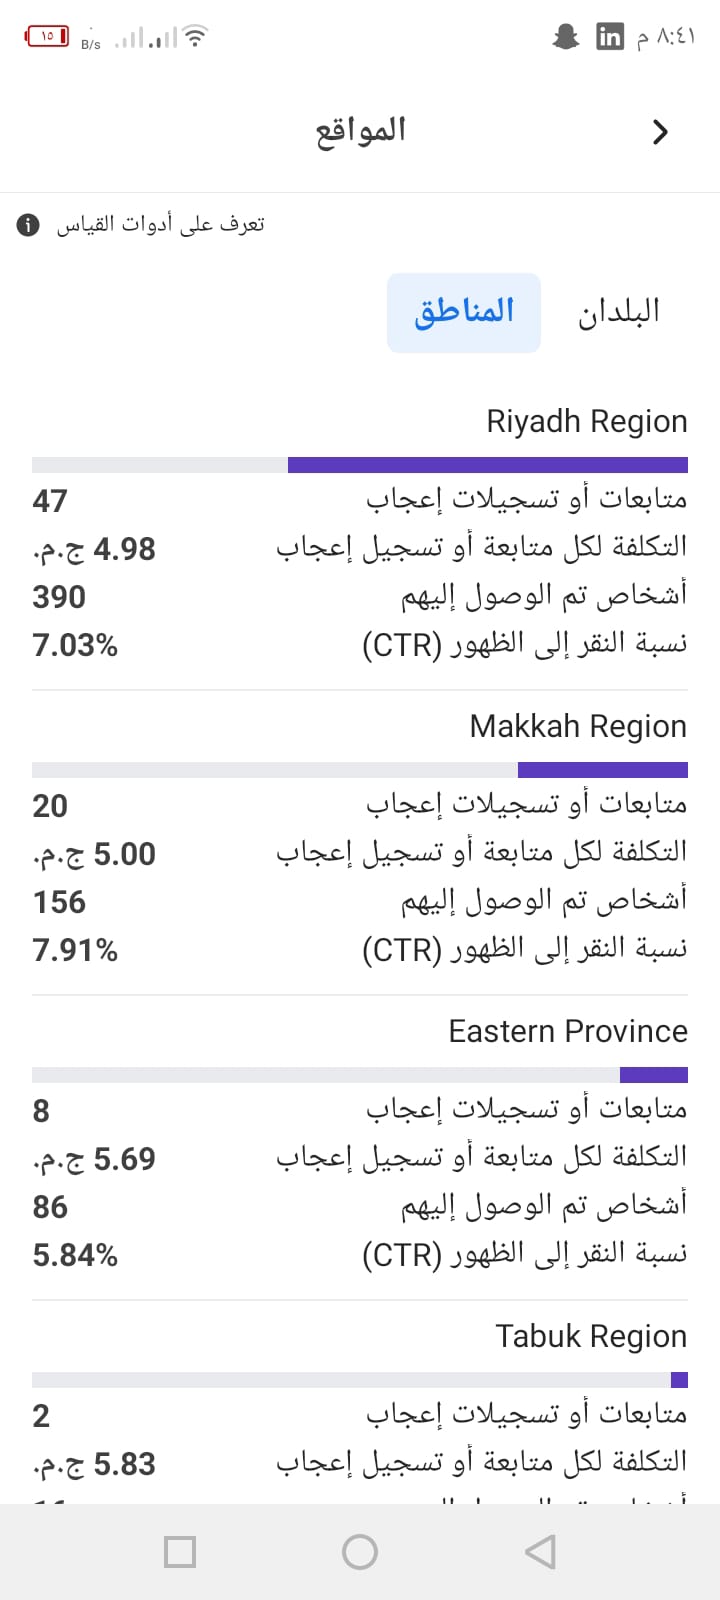 ٨:٤١ م
in
B/s
١٥
المواقع
تعرف على أدوات القياس
البلدان
المناطق
Riyadh Region
متابعات أو تسجيلات إعجاب 47
التكلفة لكل متابعة أو تسجيل إعجاب 4.98 ج.م.
أشخاص تم الوصول إليهم 390
نسبة النقر إلى الظهور (CTR) 7.03%
Makkah Region
متابعات أو تسجيلات إعجاب 20
التكلفة لكل متابعة أو تسجيل إعجاب 5.00 ج.م.
أشخاص تم الوصول إليهم 156
نسبة النقر إلى الظهور (CTR) 7.91%
Eastern Province
متابعات أو تسجيلات إعجاب 8
التكلفة لكل متابعة أو تسجيل إعجاب 5.69 ج.م.
أشخاص تم الوصول إليهم 86
نسبة النقر إلى الظهور (CTR) 5.84%
Tabuk Region
متابعات أو تسجيلات إعجاب 2
التكلفة لكل متابعة أو تسجيل إعجاب 5.83 ج.م.